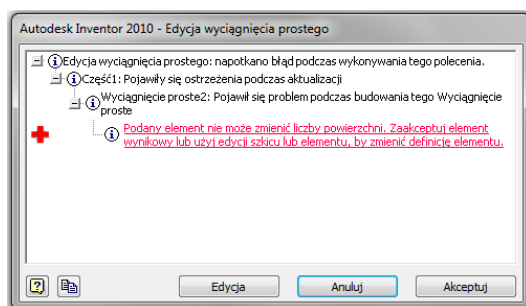 Autodesk Inventor 2010 - Edycja wyciągnięcia prostego
Edycja wyciągnięcia prostego: napotkano błąd podczas wykonywania tego polecenia.
Część1: Pojawiły się ostrzeżenia podczas aktualizacji
Wyciągnięcie proste2: Pojawił się problem podczas budowania tego Wyciągnięcie
proste
Podany element nie może zmienić liczby powierzchni. Zaakceptuj element
wynikowy lub użyj edycji szkicu lub elementu, by zmienić definicję elementu.
Edycja Anuluj Akceptuj